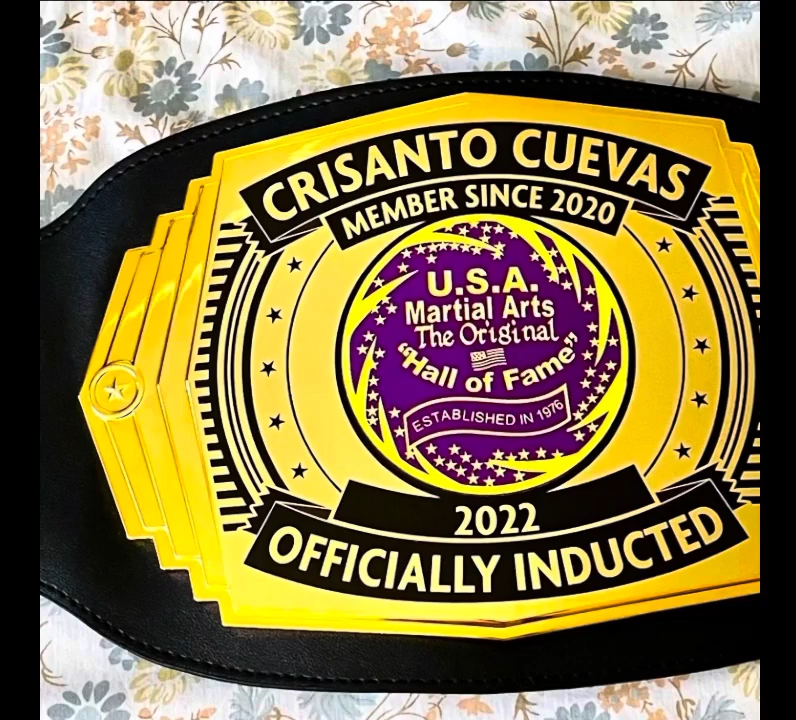 CRISANTO CUEVAS
MEMBER SINCE 2020
U.S.A.
Martial Arts
The Original
"Hall of Fame"
ESTABLISHED IN 1976
2022
OFFICIALLY INDUCTED